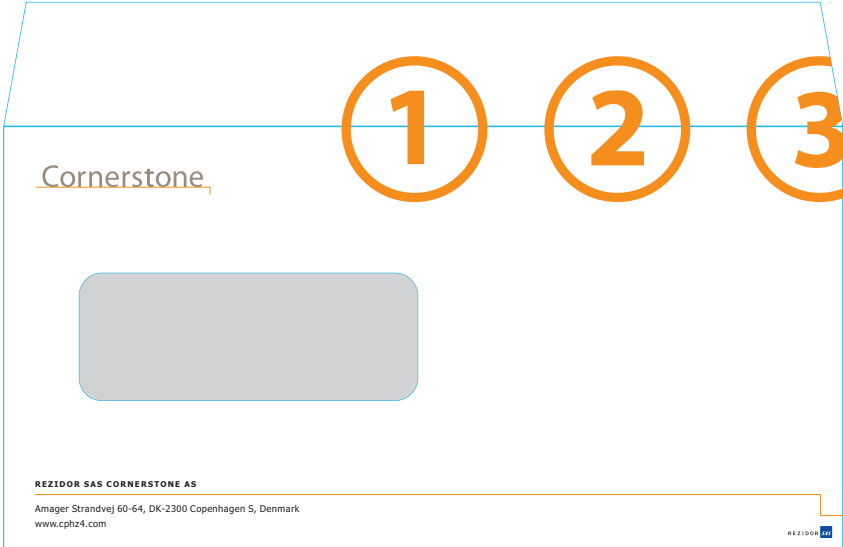 1 2 3
Cornerstone
REZIDOR SAS CORNERSTONE AS
Amager Strandvej 60-64, DK-2300 Copenhagen S, Denmark
www.cphz4.com
REZIDOR SAS